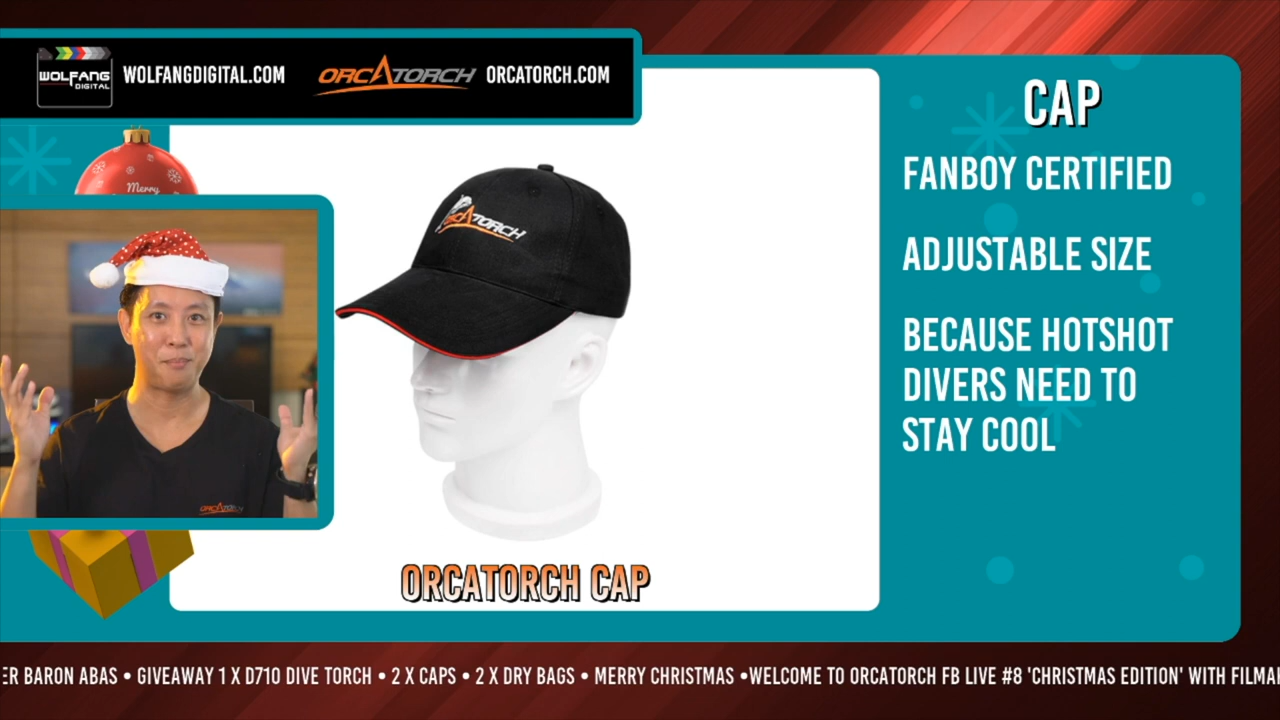 WOLFANG
DIGITAL
WOLFANGDIGITAL.COM
ORCATORCH
ORCATORCH.COM
Merry
ORCATORCH
ORCATORCH
ORCATORCH CAP
CAP
FANBOY CERTIFIED
ADJUSTABLE SIZE
BECAUSE HOTSHOT
DIVERS NEED TO
STAY COOL
ER BARON ABAS • GIVEAWAY 1 X D710 DIVE TORCH • 2 X CAPS • 2 X DRY BAGS • MERRY CHRISTMAS •WELCOME TO ORCATORCH FB LIVE #8 'CHRISTMAS EDITION' WITH FILMA